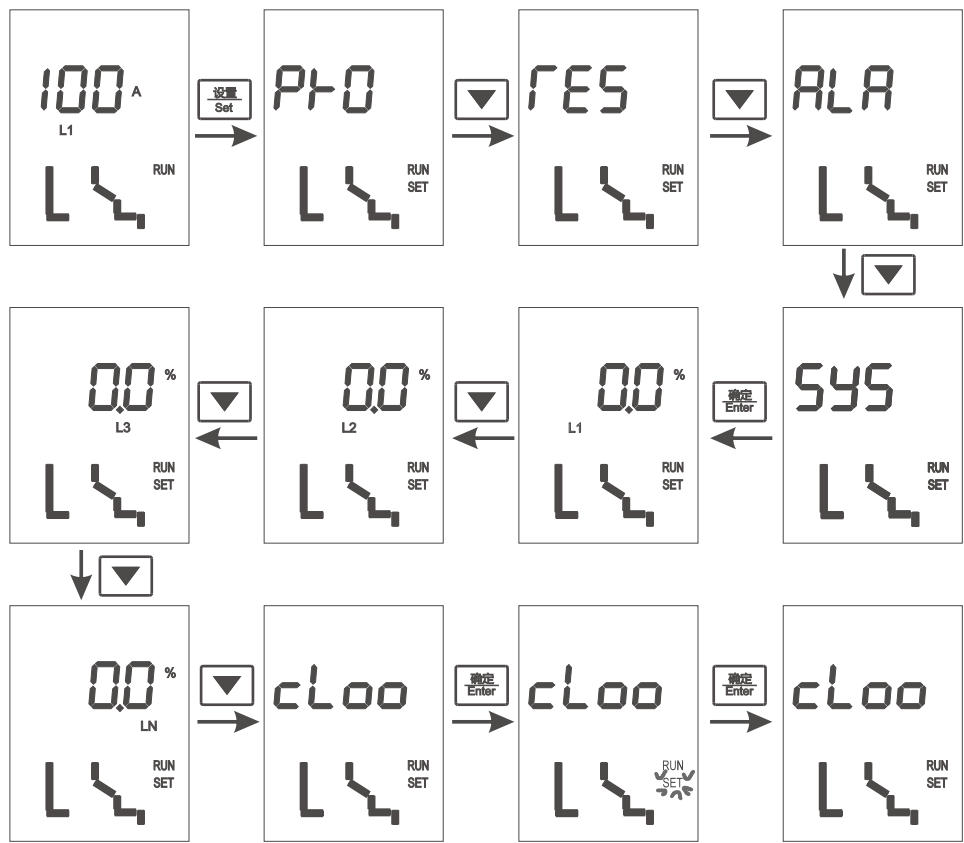 100 A
L1
RUN
设置
Set
PrO
RUN
SET
rES
RUN
SET
ALA
RUN
SET
SYS
RUN
SET
确定
Enter
0.0 %
L1
RUN
SET
0.0 %
L2
RUN
SET
0.0 %
L3
RUN
SET
0.0 %
LN
RUN
SET
cLoo
RUN
SET
确定
Enter
cLoo
RUN
SET
确定
Enter
cLoo
RUN
SET